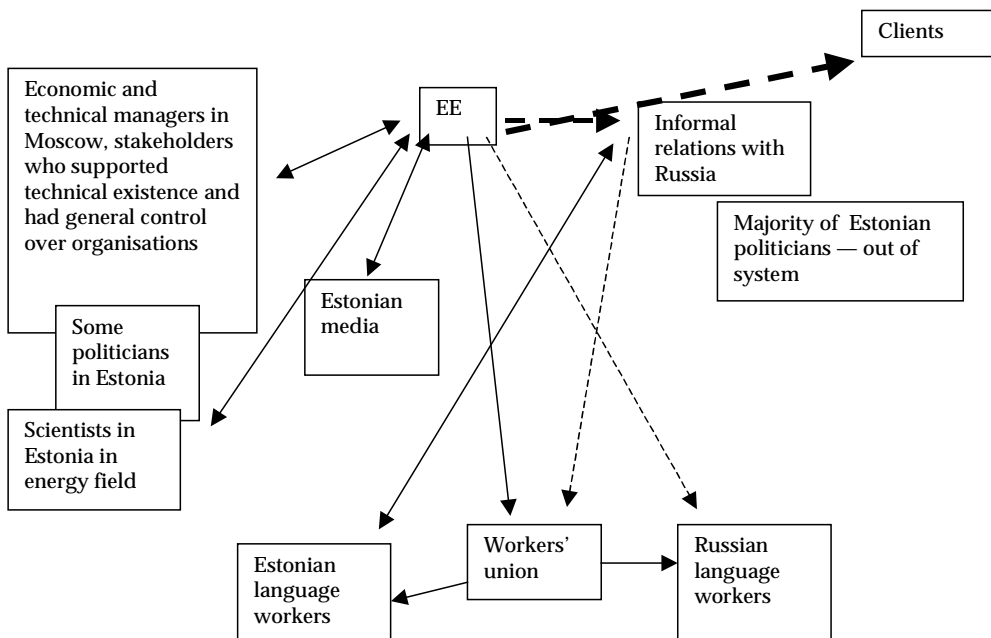 Clients
Economic and
technical managers in
Moscow, stakeholders
who supported
technical existence and
had general control
over organisations
EE
Informal
relations with
Russia
Majority of Estonian
politicians — out of
system
Estonian
media
Some
politicians
in Estonia
Scientists in
Estonia in
energy field
Estonian
language
workers
Workers’
union
Russian
language
workers